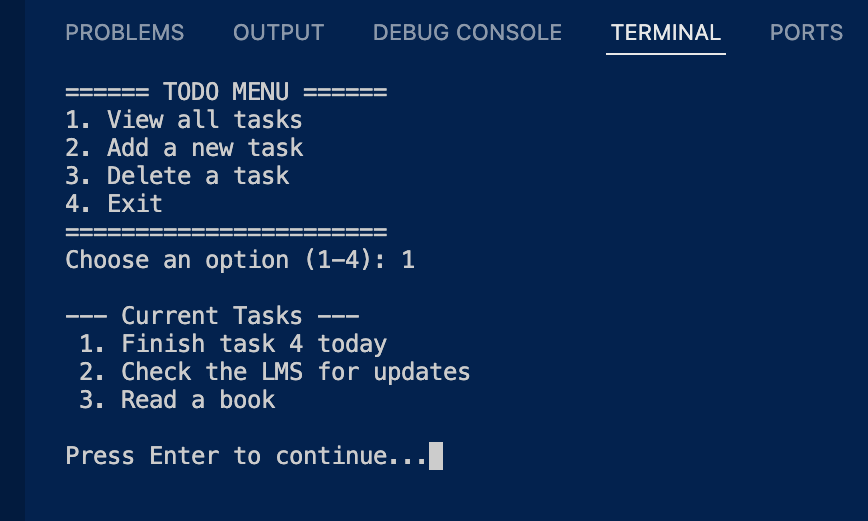 PROBLEMS OUTPUT DEBUG CONSOLE TERMINAL PORTS
====== TODO MENU ======
1. View all tasks
2. Add a new task
3. Delete a task
4. Exit
=======================
Choose an option (1-4): 1
--- Current Tasks ---
1. Finish task 4 today
2. Check the LMS for updates
3. Read a book
Press Enter to continue...